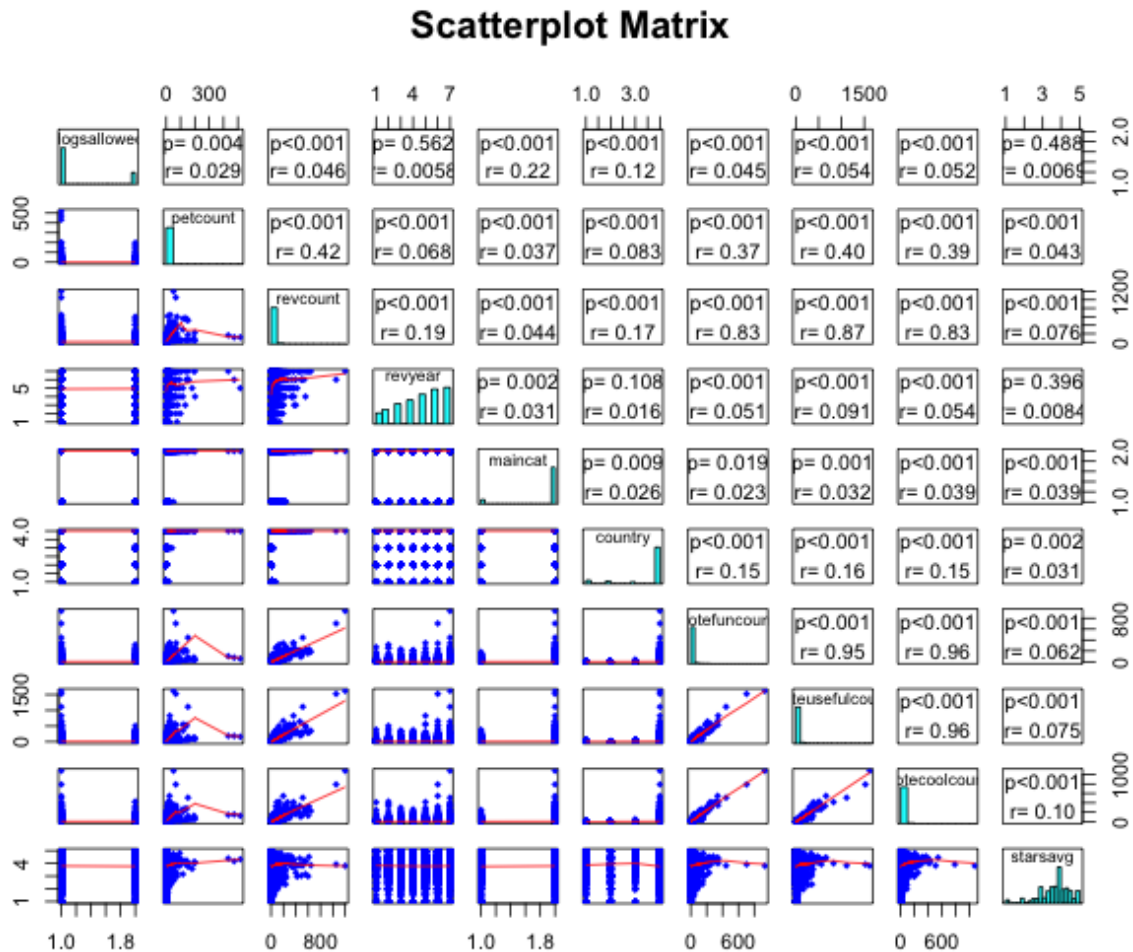 Scatterplot Matrix
0 300
1 4 7
1.0 3.0
0 1500
1 3 5
logsallowe
p= 0.004
r= 0.029
p<0.001
r= 0.046
p= 0.562
= 0.0058
p<0.001
r= 0.22
p<0.001
r= 0.12
p<0.001
r= 0.045
p<0.001
r= 0.054
p<0.001
r= 0.052
p= 0.488
= 0.0069
1.0 2.0
0 500
petcount
p<0.001
r= 0.42
p<0.001
r= 0.068
p<0.001
r= 0.037
p<0.001
r= 0.083
p<0.001
r= 0.37
p<0.001
r= 0.40
p<0.001
r= 0.39
p<0.001
r= 0.043
revcount
p<0.001
r= 0.19
p<0.001
r= 0.044
p<0.001
r= 0.17
p<0.001
r= 0.83
p<0.001
r= 0.87
p<0.001
r= 0.83
p<0.001
r= 0.076
0 1200
1 5
revyear
p= 0.002
r= 0.031
p= 0.108
r= 0.016
p<0.001
r= 0.051
p<0.001
r= 0.091
p<0.001
r= 0.054
p= 0.396
= 0.0084
maincat
p= 0.009
r= 0.026
p= 0.019
r= 0.023
p= 0.001
r= 0.032
p<0.001
r= 0.039
p<0.001
r= 0.039
1.0 2.0
1.0 4.0
country
p<0.001
r= 0.15
p<0.001
r= 0.16
p<0.001
r= 0.15
p= 0.002
r= 0.031
otefuncoun
p<0.001
r= 0.95
p<0.001
r= 0.96
p<0.001
r= 0.062
0 800
0 1500
teusefulcou
p<0.001
r= 0.96
p<0.001
r= 0.075
otecoolcoun
p<0.001
r= 0.10
0 1000
1 4
starsavg
1.0 1.8
0 800
0 600
0 600